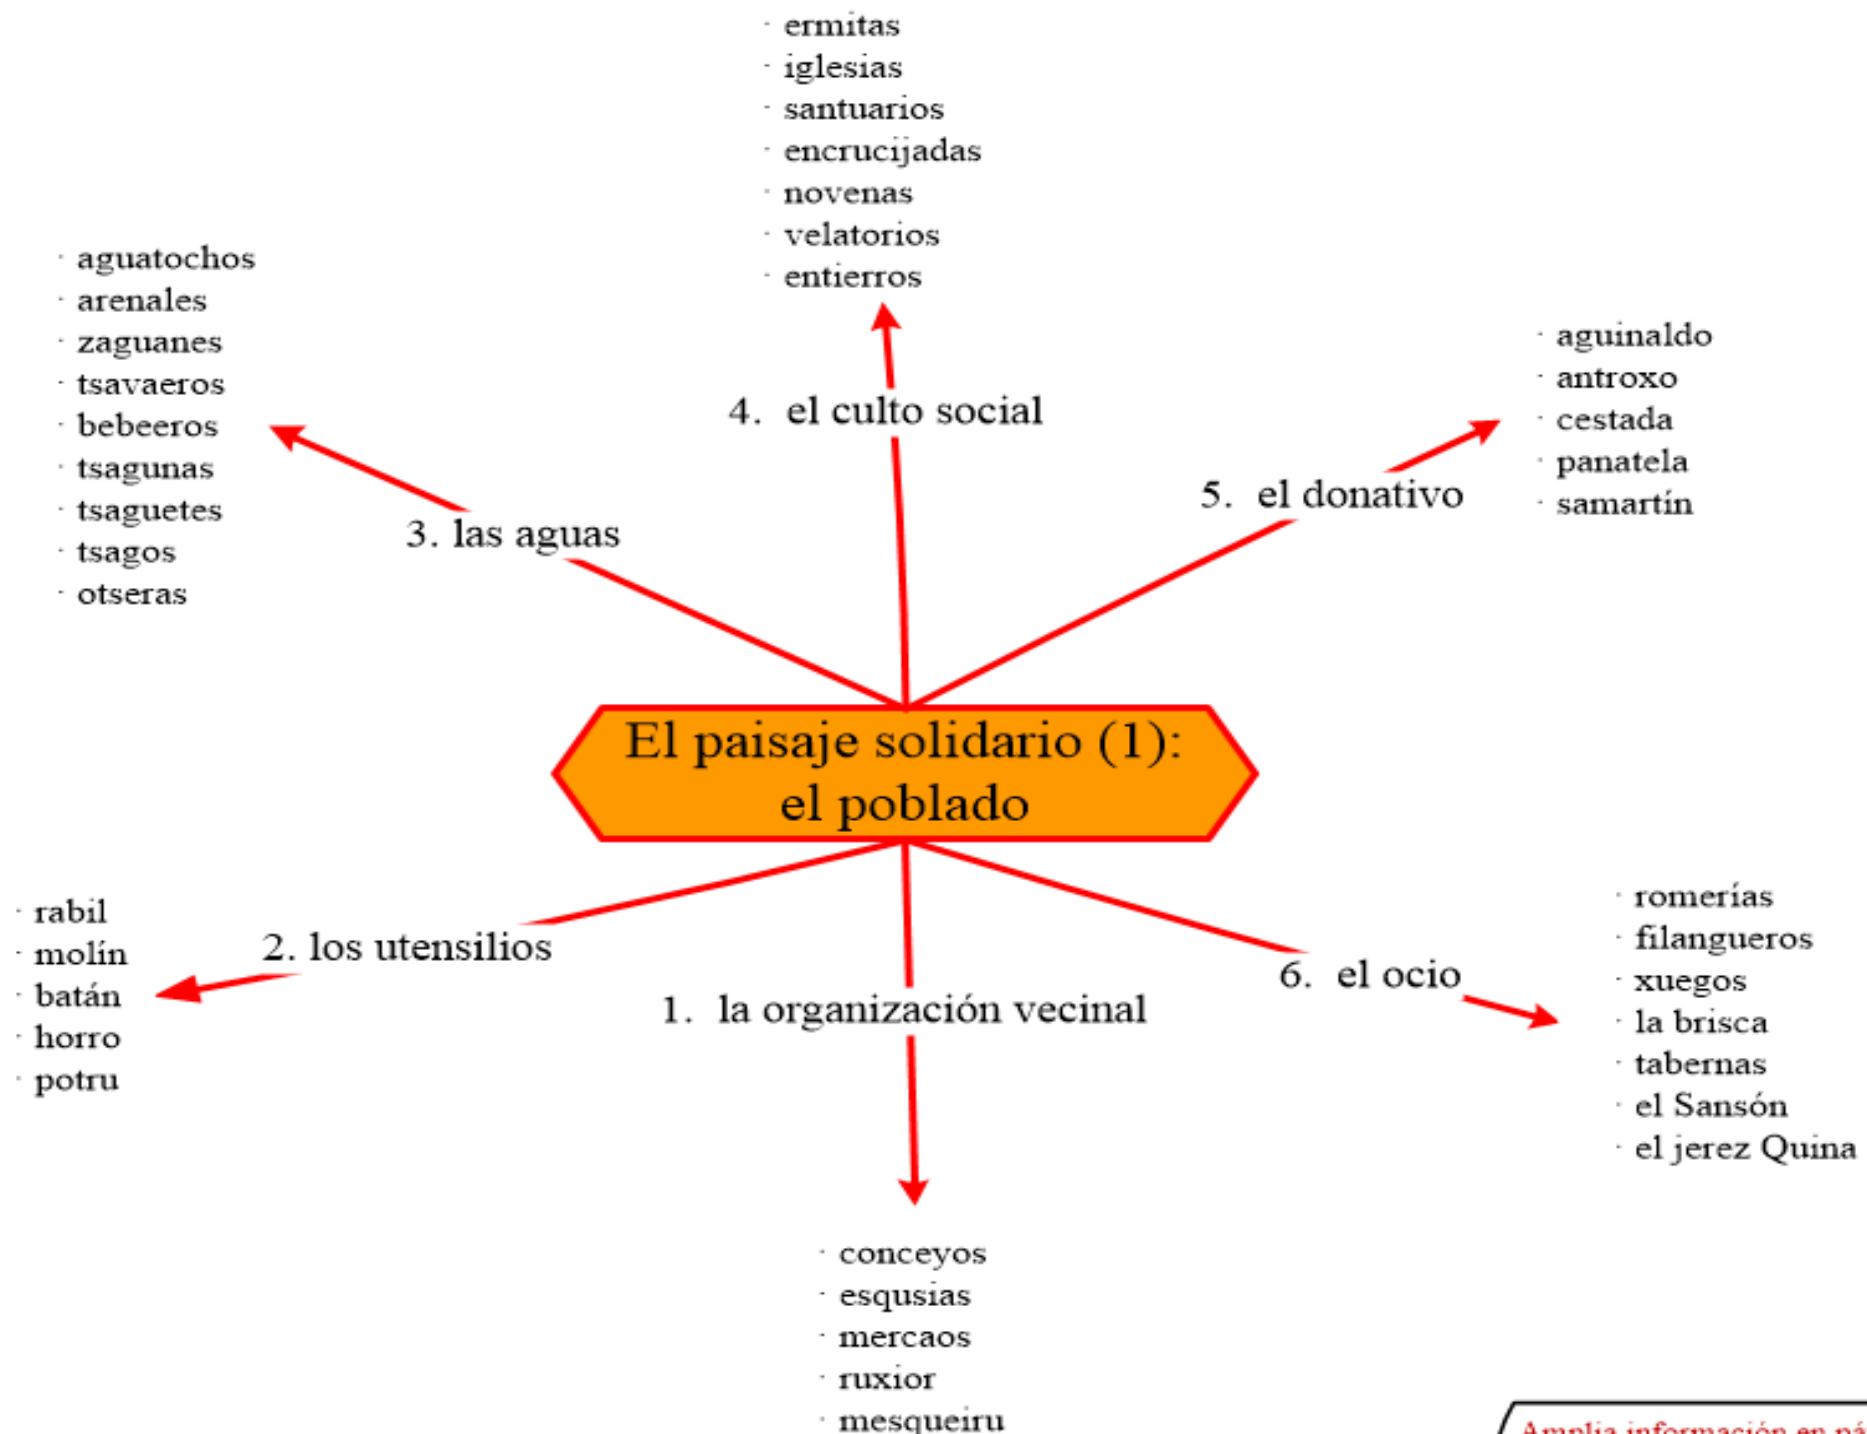 · ermitas
· iglesias
· santuarios
· encrucijadas
· novenas
· velatorios
· entierros
· aguatochos
· arenales
· zaguanes
· tsavaeros
· bebeeros
· tsagunas
· tsaguetes
· tsagos
· otseras
· aguinaldo
· antroxo
· cestada
· panatela
· samartín
4. el culto social
3. las aguas
5. el donativo
El paisaje solidario (1):
el poblado
2. los utensilios
1. la organización vecinal
6. el ocio
· rabil
· molín
· batán
· horro
· potru
· romerías
· filangueros
· xuegos
· la brisca
· tabernas
· el Sansón
· el jerez Quina
· conceyos
· esqusias
· mercaos
· ruxior
· mesqueiru
Amplia información en